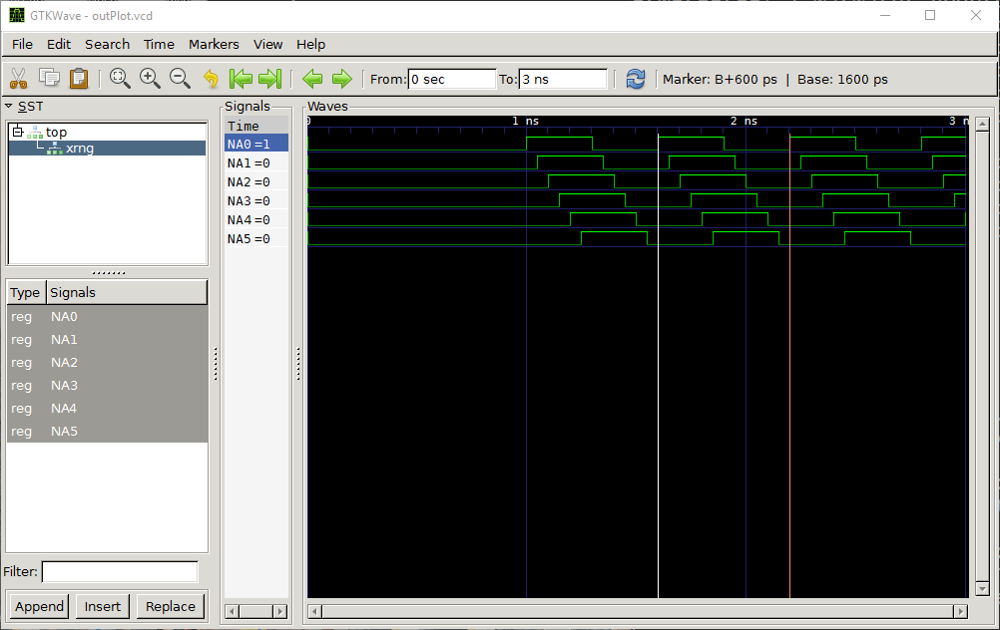 GTKWave - outPlot.vcd
File Edit Search Time Markers View Help
From: 0 sec To: 3 ns Marker: B+600 ps | Base: 1600 ps
SST
top
xrng
Type Signals
reg NA0
reg NA1
reg NA2
reg NA3
reg NA4
reg NA5
Filter:
Append Insert Replace
Signals
Time
NA0 =1
NA1 =0
NA2 =0
NA3 =0
NA4 =0
NA5 =0
Waves
0 1 ns 2 ns 3 n